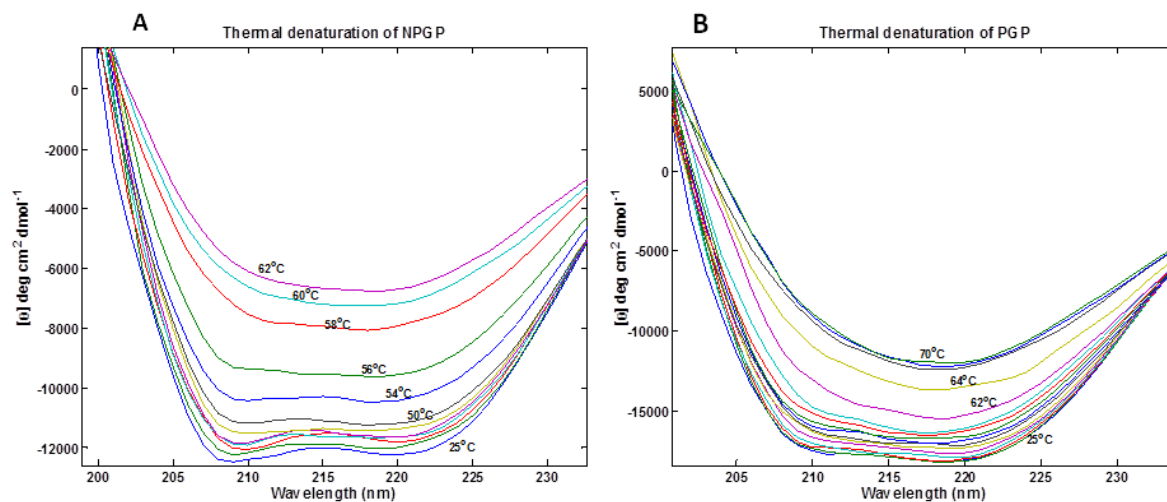 A
Thermal denaturation of NPGP
[ɵ] deg cm² dmol⁻¹
0
-2000
-4000
-6000
-8000
-10000
-12000
62°C
60°C
58°C
56°C
54°C
50°C
25°C
200 205 210 215 220 225 230
Wavelength (nm)
B
Thermal denaturation of PGP
[ɵ] deg cm² dmol⁻¹
5000
0
-5000
-10000
-15000
70°C
64°C
62°C
25°C
205 210 215 220 225 230
Wavelength (nm)